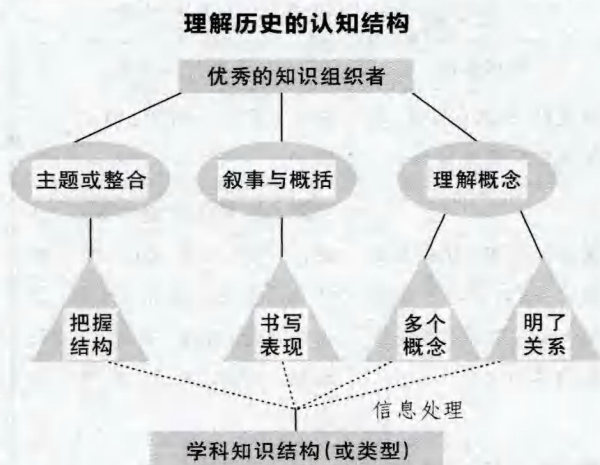 理解历史的认知结构
优秀的知识组织者
主题或整合
叙事与概括
理解概念
把握
结构
书写
表现
多个
概念
明了
关系
信息处理
学科知识结构(或类型)